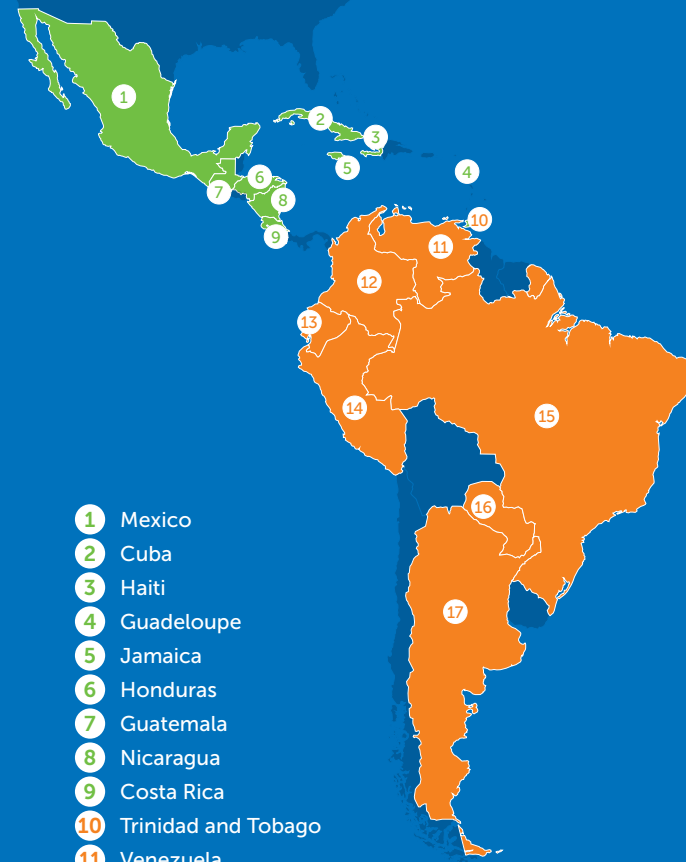 1
2
3
4
5
6
7
8
9
10
11
12
13
14
15
16
17
1 Mexico
2 Cuba
3 Haiti
4 Guadeloupe
5 Jamaica
6 Honduras
7 Guatemala
8 Nicaragua
9 Costa Rica
10 Trinidad and Tobago
11 Venezuela